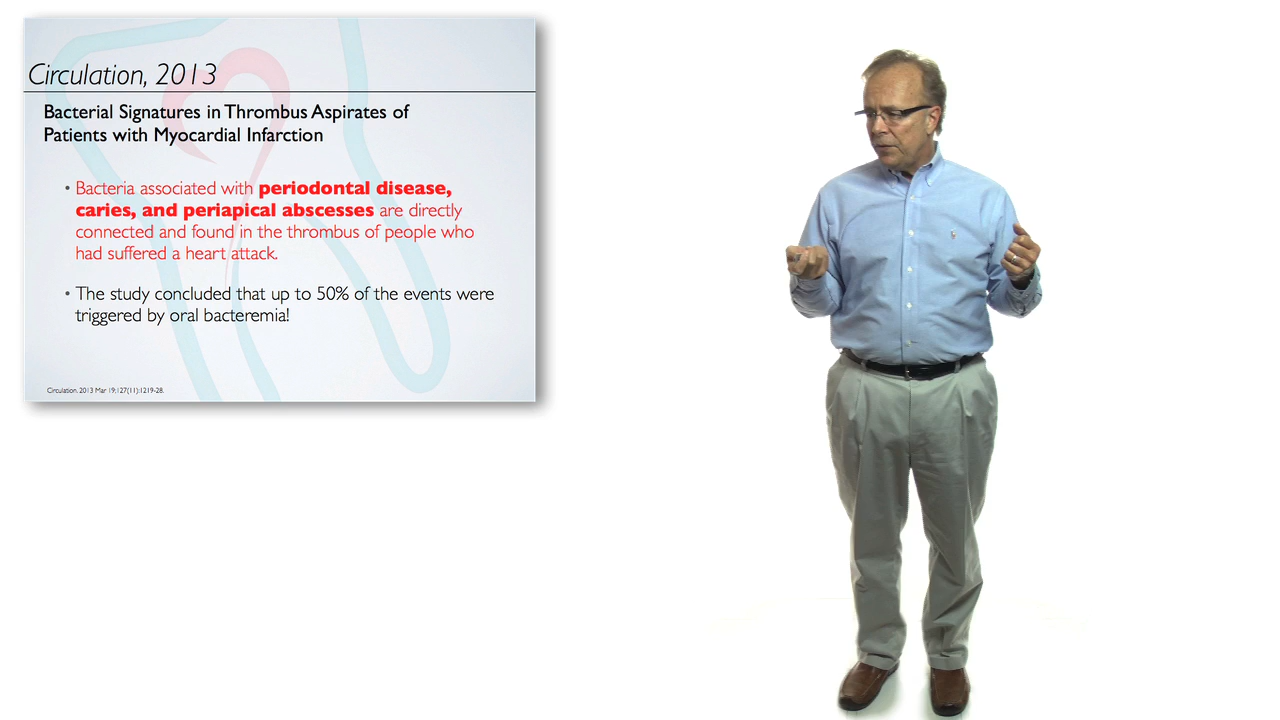 Circulation, 2013
Bacterial Signatures in Thrombus Aspirates of
Patients with Myocardial Infarction
• Bacteria associated with periodontal disease,
caries, and periapical abscesses are directly
connected and found in the thrombus of people who
had suffered a heart attack.
• The study concluded that up to 50% of the events were
triggered by oral bacteremia!
Circulation. 2013 Mar 19;127(11):1219-28.